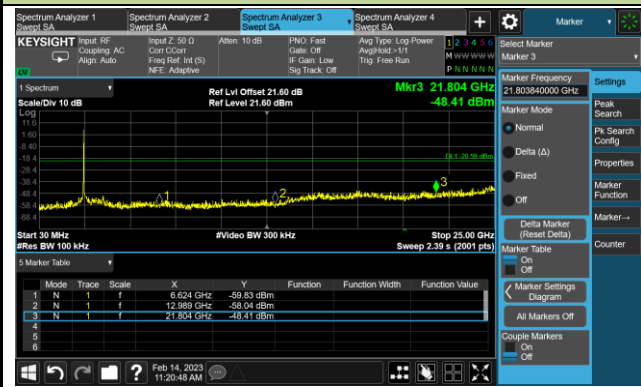 Spectrum Analyzer 1
Swept SA
Spectrum Analyzer 2
Swept SA
Spectrum Analyzer 3
Swept SA
Spectrum Analyzer 4
Swept SA
Marker
KEYSIGHT
Input: RF
Coupling: AC
Align: Auto
Input Z: 50 Ω
Corr CCorr
Freq Ref: Int (S)
NFE: Adaptive
Atten: 10 dB
PNO: Fast
Gate: Off
IF Gain: Low
Sig Track: Off
Avg Type: Log-Power
Avg|Hold:>1/1
Trig: Free Run
1 2 3 4 5 6
M W W W W W
P N N N N N
Select Marker
Marker 3
1 Spectrum
Scale/Div 10 dB
Ref Lvl Offset 21.60 dB
Ref Level 21.60 dBm
Mkr3 21.804 GHz
-48.41 dBm
Log
11.6
1.60
-8.40
-18.4
-28.4
-38.4
-48.4
-58.4
-68.4
DL1 -20.55 dBm
1
2
3
Start 30 MHz
#Res BW 100 kHz
#Video BW 300 kHz
Stop 25.00 GHz
Sweep 2.39 s (2001 pts)
5 Marker Table
Mode Trace Scale X Y Function Function Width Function Value
1 N 1 f 6.624 GHz -59.83 dBm
2 N 1 f 12.989 GHz -58.04 dBm
3 N 1 f 21.804 GHz -48.41 dBm
4
5
6
Marker Frequency
21.803840000 GHz
Marker Mode
Normal
Delta (Δ)
Fixed
Off
Delta Marker
(Reset Delta)
Marker Table
On
Off
Marker Settings
Diagram
All Markers Off
Couple Markers
On
Off
Settings
Peak
Search
Pk Search
Config
Properties
Marker
Function
Marker→
Counter
Feb 14, 2023
11:20:48 AM